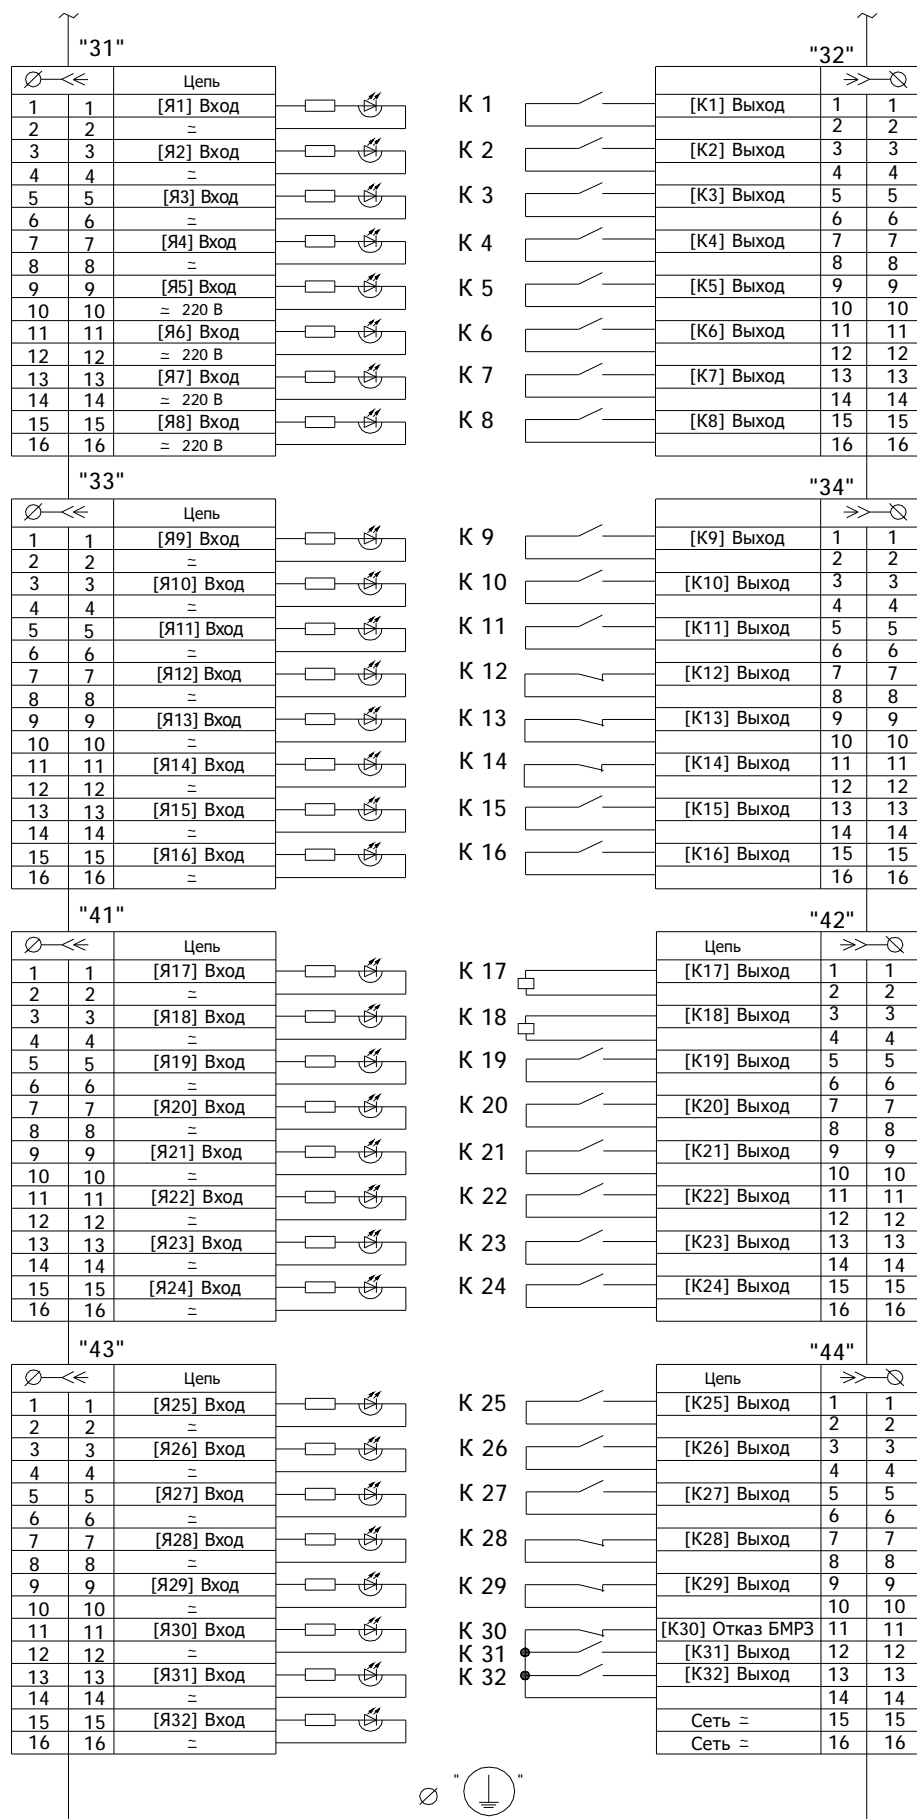 "31" "32"
Цепь
1 1 [Я1] Вход К 1 [К1] Выход 1 1
2 2 ≃ 2 2
3 3 [Я2] Вход К 2 [К2] Выход 3 3
4 4 ≃ 4 4
5 5 [Я3] Вход К 3 [К3] Выход 5 5
6 6 ≃ 6 6
7 7 [Я4] Вход К 4 [К4] Выход 7 7
8 8 ≃ 8 8
9 9 [Я5] Вход К 5 [К5] Выход 9 9
10 10 ≃ 220 В 10 10
11 11 [Я6] Вход К 6 [К6] Выход 11 11
12 12 ≃ 220 В 12 12
13 13 [Я7] Вход К 7 [К7] Выход 13 13
14 14 ≃ 220 В 14 14
15 15 [Я8] Вход К 8 [К8] Выход 15 15
16 16 ≃ 220 В 16 16
"33" "34"
Цепь
1 1 [Я9] Вход К 9 [К9] Выход 1 1
2 2 ≃ 2 2
3 3 [Я10] Вход К 10 [К10] Выход 3 3
4 4 ≃ 4 4
5 5 [Я11] Вход К 11 [К11] Выход 5 5
6 6 ≃ 6 6
7 7 [Я12] Вход К 12 [К12] Выход 7 7
8 8 ≃ 8 8
9 9 [Я13] Вход К 13 [К13] Выход 9 9
10 10 ≃ 10 10
11 11 [Я14] Вход К 14 [К14] Выход 11 11
12 12 ≃ 12 12
13 13 [Я15] Вход К 15 [К15] Выход 13 13
14 14 ≃ 14 14
15 15 [Я16] Вход К 16 [К16] Выход 15 15
16 16 ≃ 16 16
"41" "42"
Цепь Цепь
1 1 [Я17] Вход К 17 [К17] Выход 1 1
2 2 ≃ 2 2
3 3 [Я18] Вход К 18 [К18] Выход 3 3
4 4 ≃ 4 4
5 5 [Я19] Вход К 19 [К19] Выход 5 5
6 6 ≃ 6 6
7 7 [Я20] Вход К 20 [К20] Выход 7 7
8 8 ≃ 8 8
9 9 [Я21] Вход К 21 [К21] Выход 9 9
10 10 ≃ 10 10
11 11 [Я22] Вход К 22 [К22] Выход 11 11
12 12 ≃ 12 12
13 13 [Я23] Вход К 23 [К23] Выход 13 13
14 14 ≃ 14 14
15 15 [Я24] Вход К 24 [К24] Выход 15 15
16 16 ≃ 16 16
"43" "44"
Цепь Цепь
1 1 [Я25] Вход К 25 [К25] Выход 1 1
2 2 ≃ 2 2
3 3 [Я26] Вход К 26 [К26] Выход 3 3
4 4 ≃ 4 4
5 5 [Я27] Вход К 27 [К27] Выход 5 5
6 6 ≃ 6 6
7 7 [Я28] Вход К 28 [К28] Выход 7 7
8 8 ≃ 8 8
9 9 [Я29] Вход К 29 [К29] Выход 9 9
10 10 ≃ 10 10
11 11 [Я30] Вход К 30 [К30] Отказ БМРЗ 11 11
12 12 ≃ К 31 [К31] Выход 12 12
13 13 [Я31] Вход К 32 [К32] Выход 13 13
14 14 ≃ 14 14
15 15 [Я32] Вход Сеть ≃ 15 15
16 16 ≃ Сеть ≃ 16 16
" "